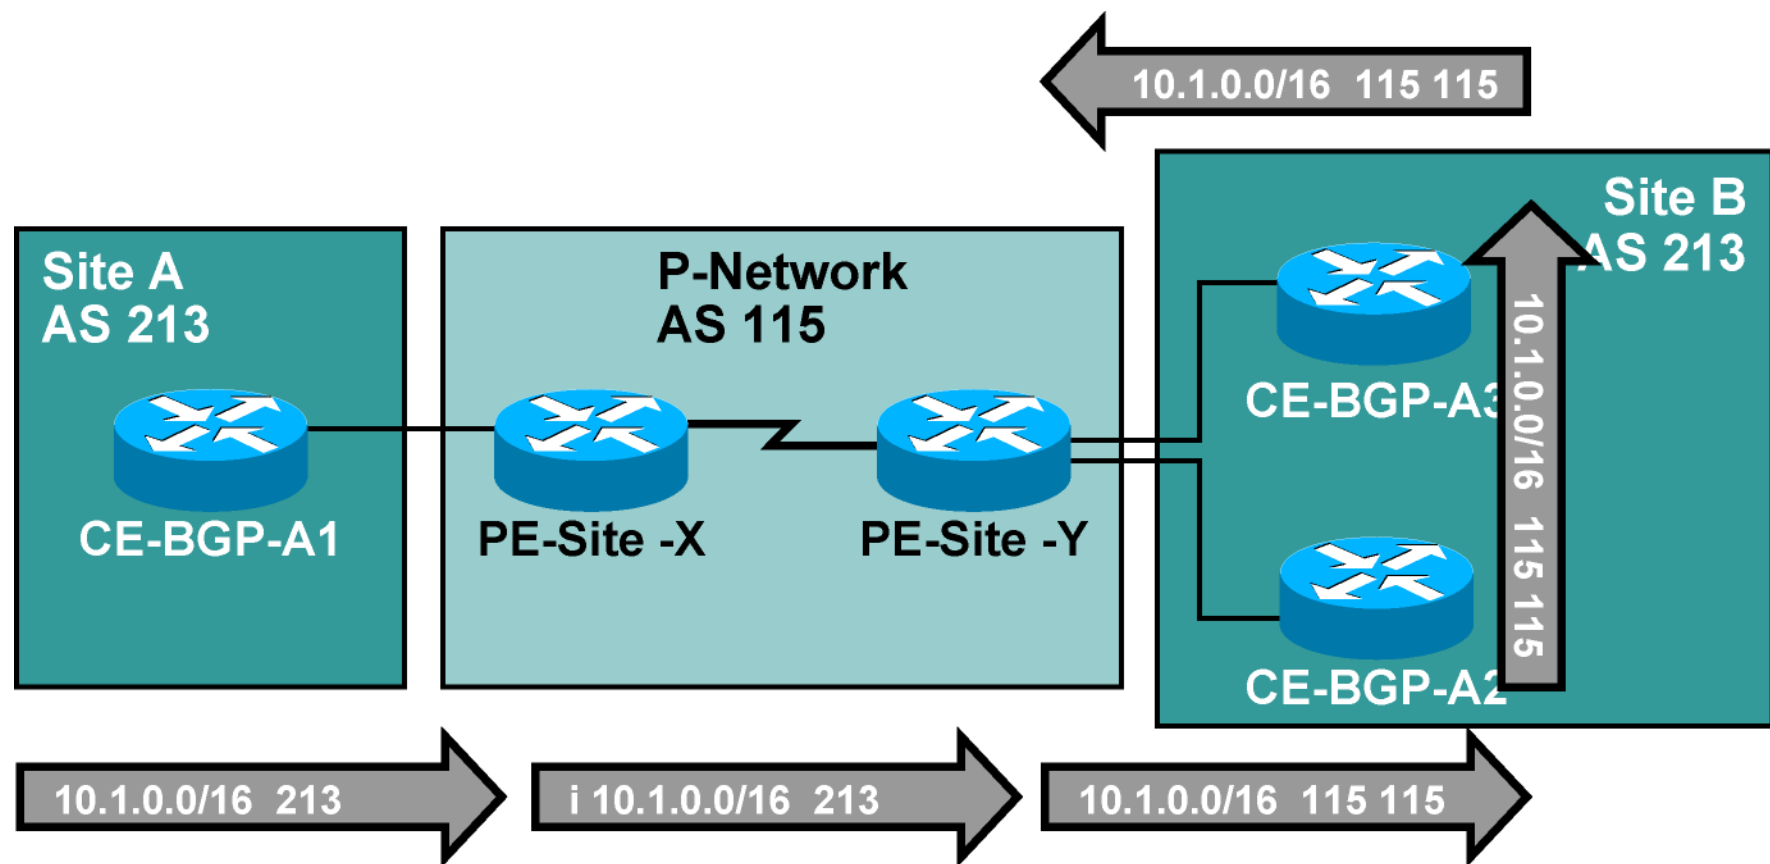 10.1.0.0/16 115 115
Site B
AS 213
Site A
AS 213
P-Network
AS 115
CE-BGP-A3
10.1.0.0/16 115 115
CE-BGP-A1
PE-Site -X
PE-Site -Y
CE-BGP-A2
10.1.0.0/16 213
i 10.1.0.0/16 213
10.1.0.0/16 115 115